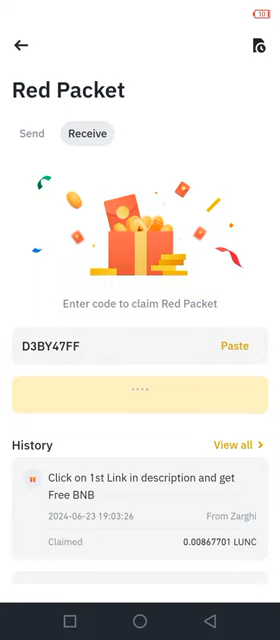 10
Red Packet
Send
Receive
Enter code to claim Red Packet
D3BY47FF
Paste
History
View all
Click on 1st Link in description and get
Free BNB
2024-06-23 19:03:26
From Zarghi
Claimed
0.00867701 LUNC